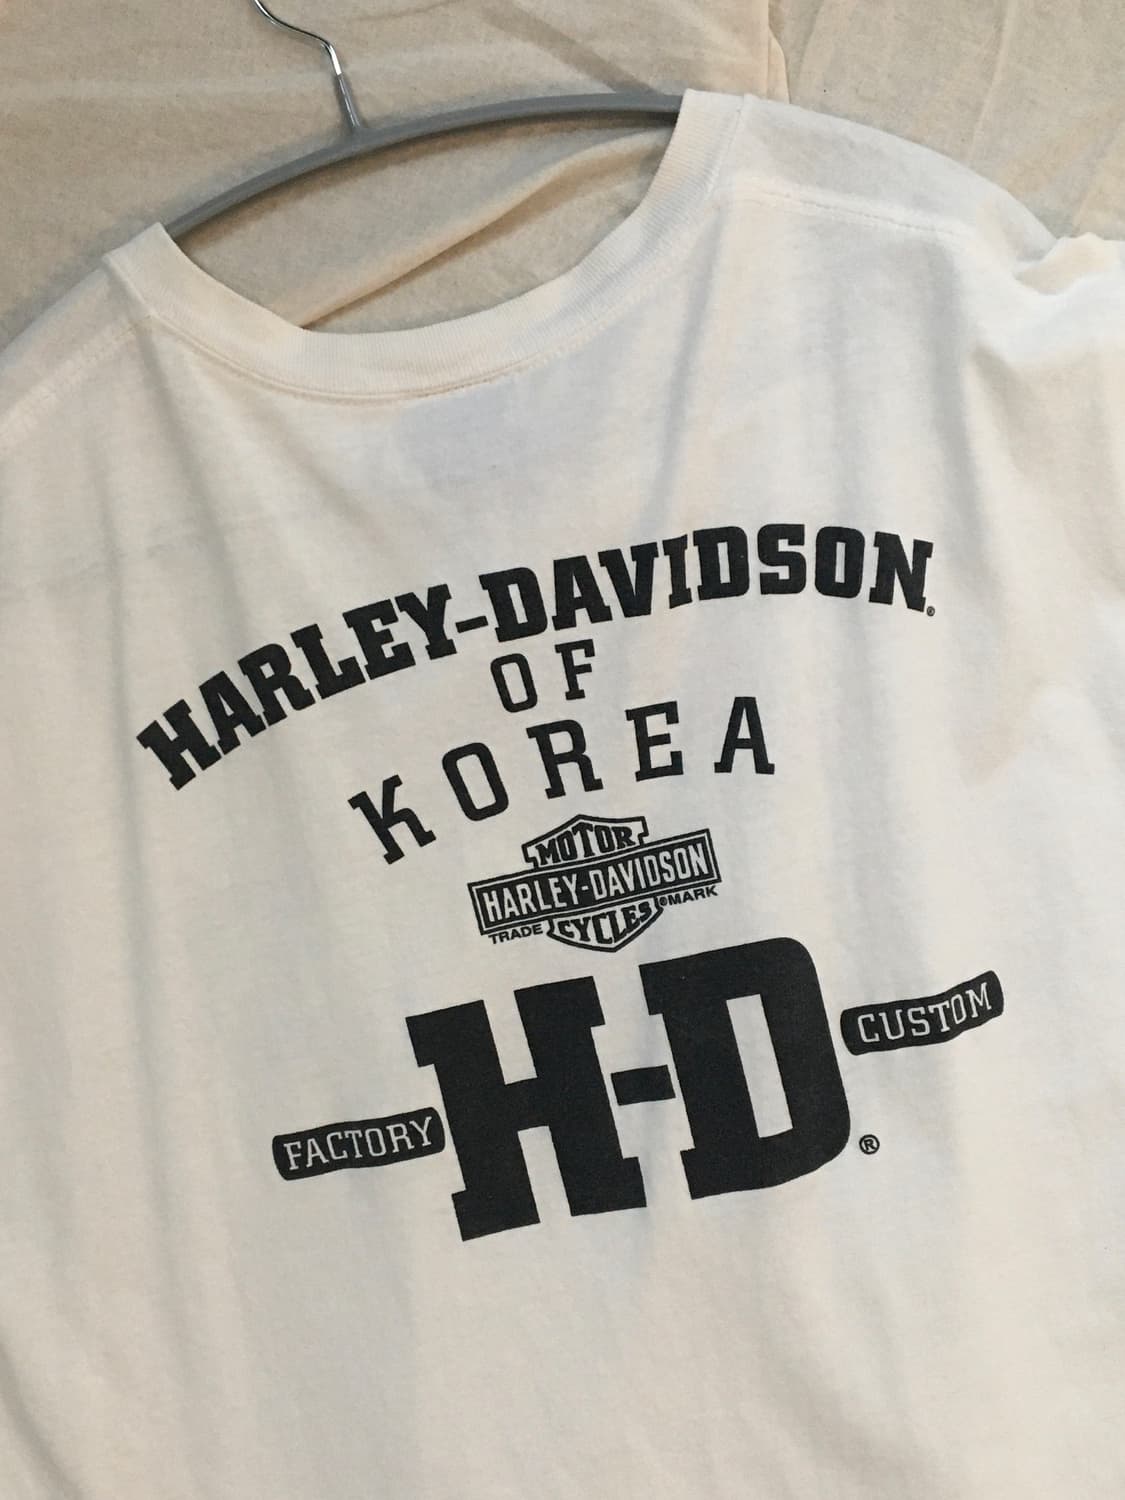 HARLEY-DAVIDSON.
OF
KOREA
MOTOR
HARLEY-DAVIDSON
TRADE CYCLES ®MARK
H-D
FACTORY
CUSTOM
®